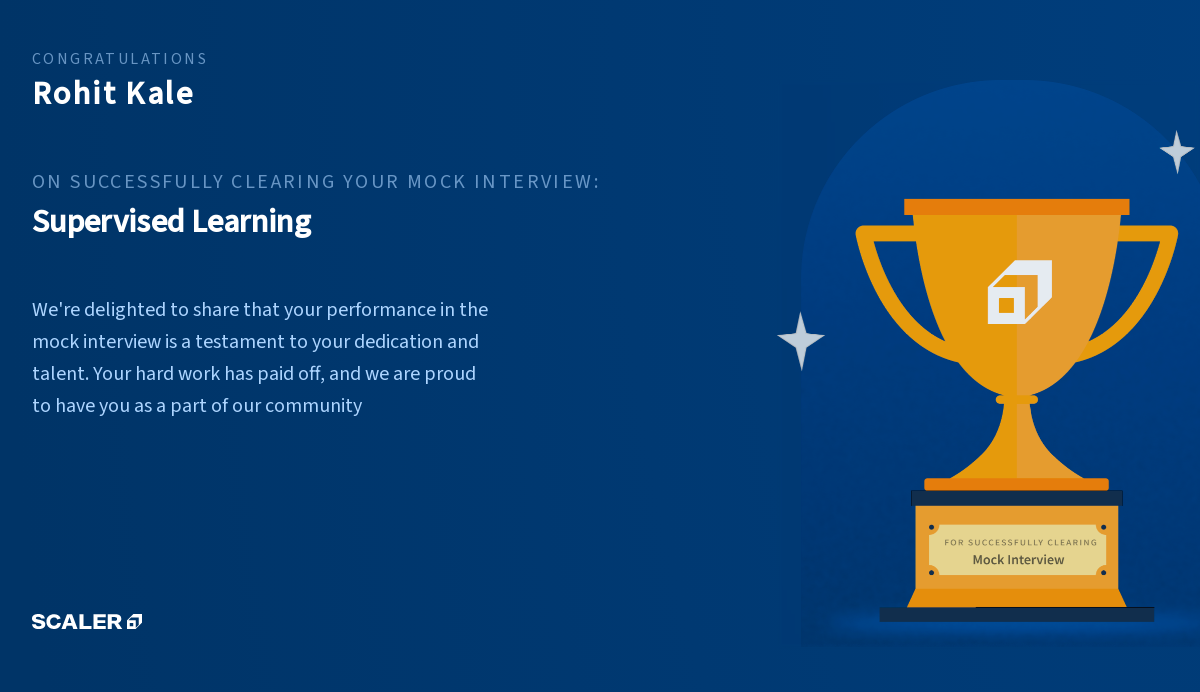 CONGRATULATIONS
Rohit Kale
ON SUCCESSFULLY CLEARING YOUR MOCK INTERVIEW:
Supervised Learning
We're delighted to share that your performance in the
mock interview is a testament to your dedication and
talent. Your hard work has paid off, and we are proud
to have you as a part of our community
FOR SUCCESSFULLY CLEARING
Mock Interview
SCALER